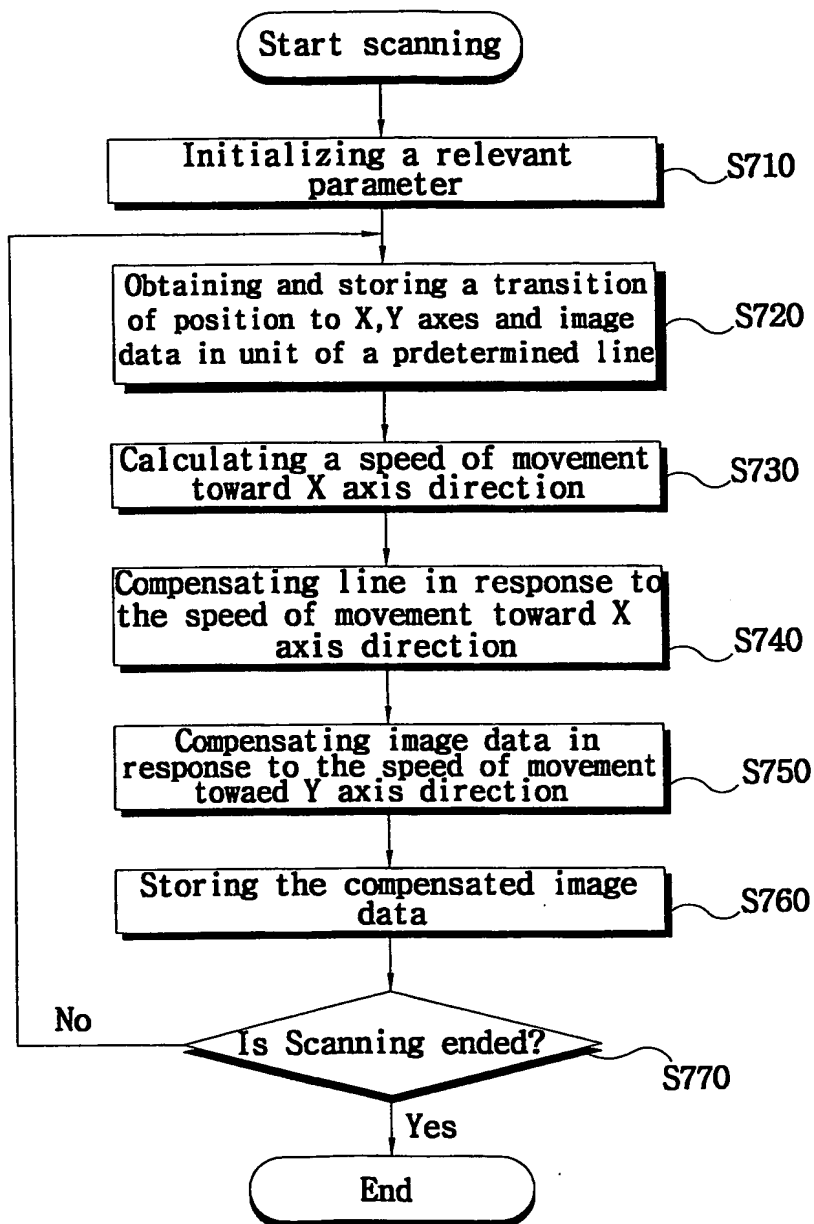 Start scanning
Initializing a relevant
parameter
S710
Obtaining and storing a transition
of position to X,Y axes and image
data in unit of a prdetermined line
S720
Calculating a speed of movement
toward X axis direction
S730
Compensating line in response to
the speed of movement toward X
axis direction
S740
Compensating image data in
response to the speed of movement
towaed Y axis direction
S750
Storing the compensated image
data
S760
No
Is Scanning ended?
S770
Yes
End